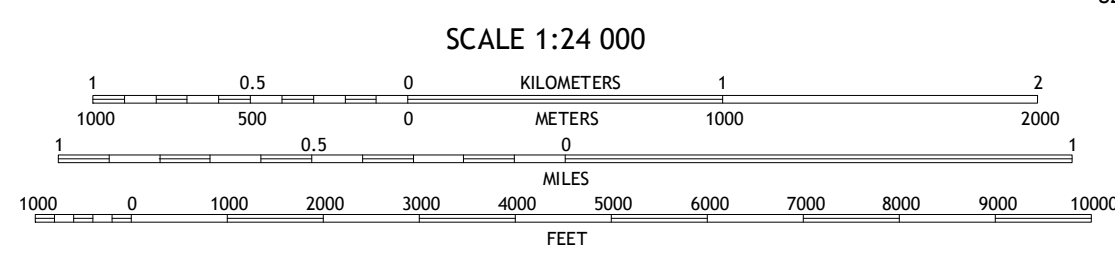 SCALE 1:24 000
1 0.5 0 KILOMETERS 1 2
1000 500 0 METERS 1000 2000
1 0.5 0 1
MILES
1000 0 1000 2000 3000 4000 5000 6000 7000 8000 9000 10000
FEET